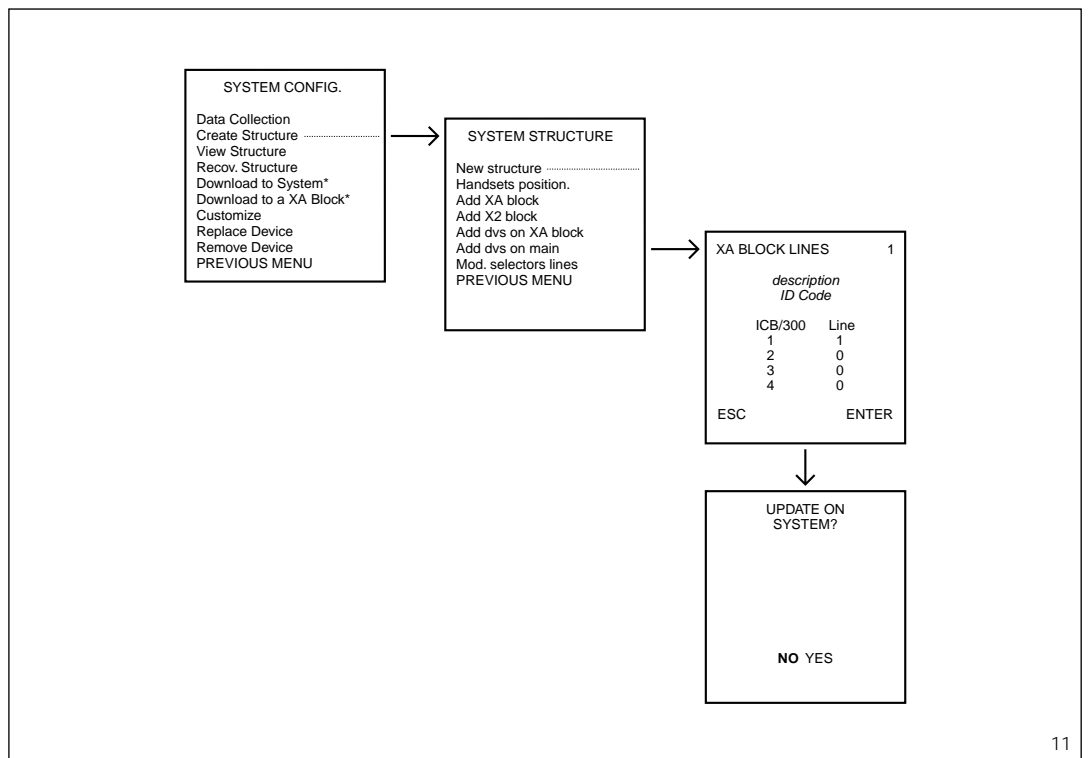 SYSTEM CONFIG.
Data Collection
Create Structure
View Structure
Recov. Structure
Download to System*
Download to a XA Block*
Customize
Replace Device
Remove Device
PREVIOUS MENU
SYSTEM STRUCTURE
New structure
Handsets position.
Add XA block
Add X2 block
Add dvs on XA block
Add dvs on main
Mod. selectors lines
PREVIOUS MENU
XA BLOCK LINES 1
description
ID Code
ICB/300 Line
1 1
2 0
3 0
4 0
ESC ENTER
UPDATE ON
SYSTEM?
NO YES
11